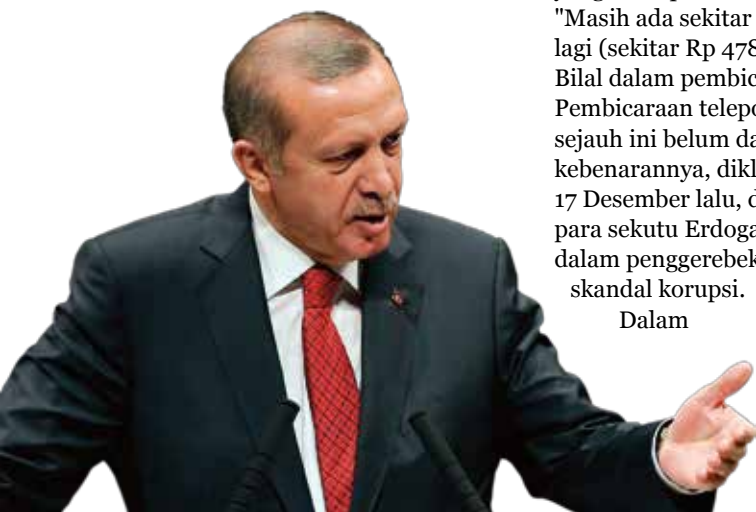 "Masih ada sekitar
lagi (sekitar Rp 478
Bilal dalam pembic
Pembicaraan telepo
sejauh ini belum da
kebenarannya, dikl
17 Desember lalu, d
para sekutu Erdoga
dalam penggerebek
skandal korupsi.
Dalam